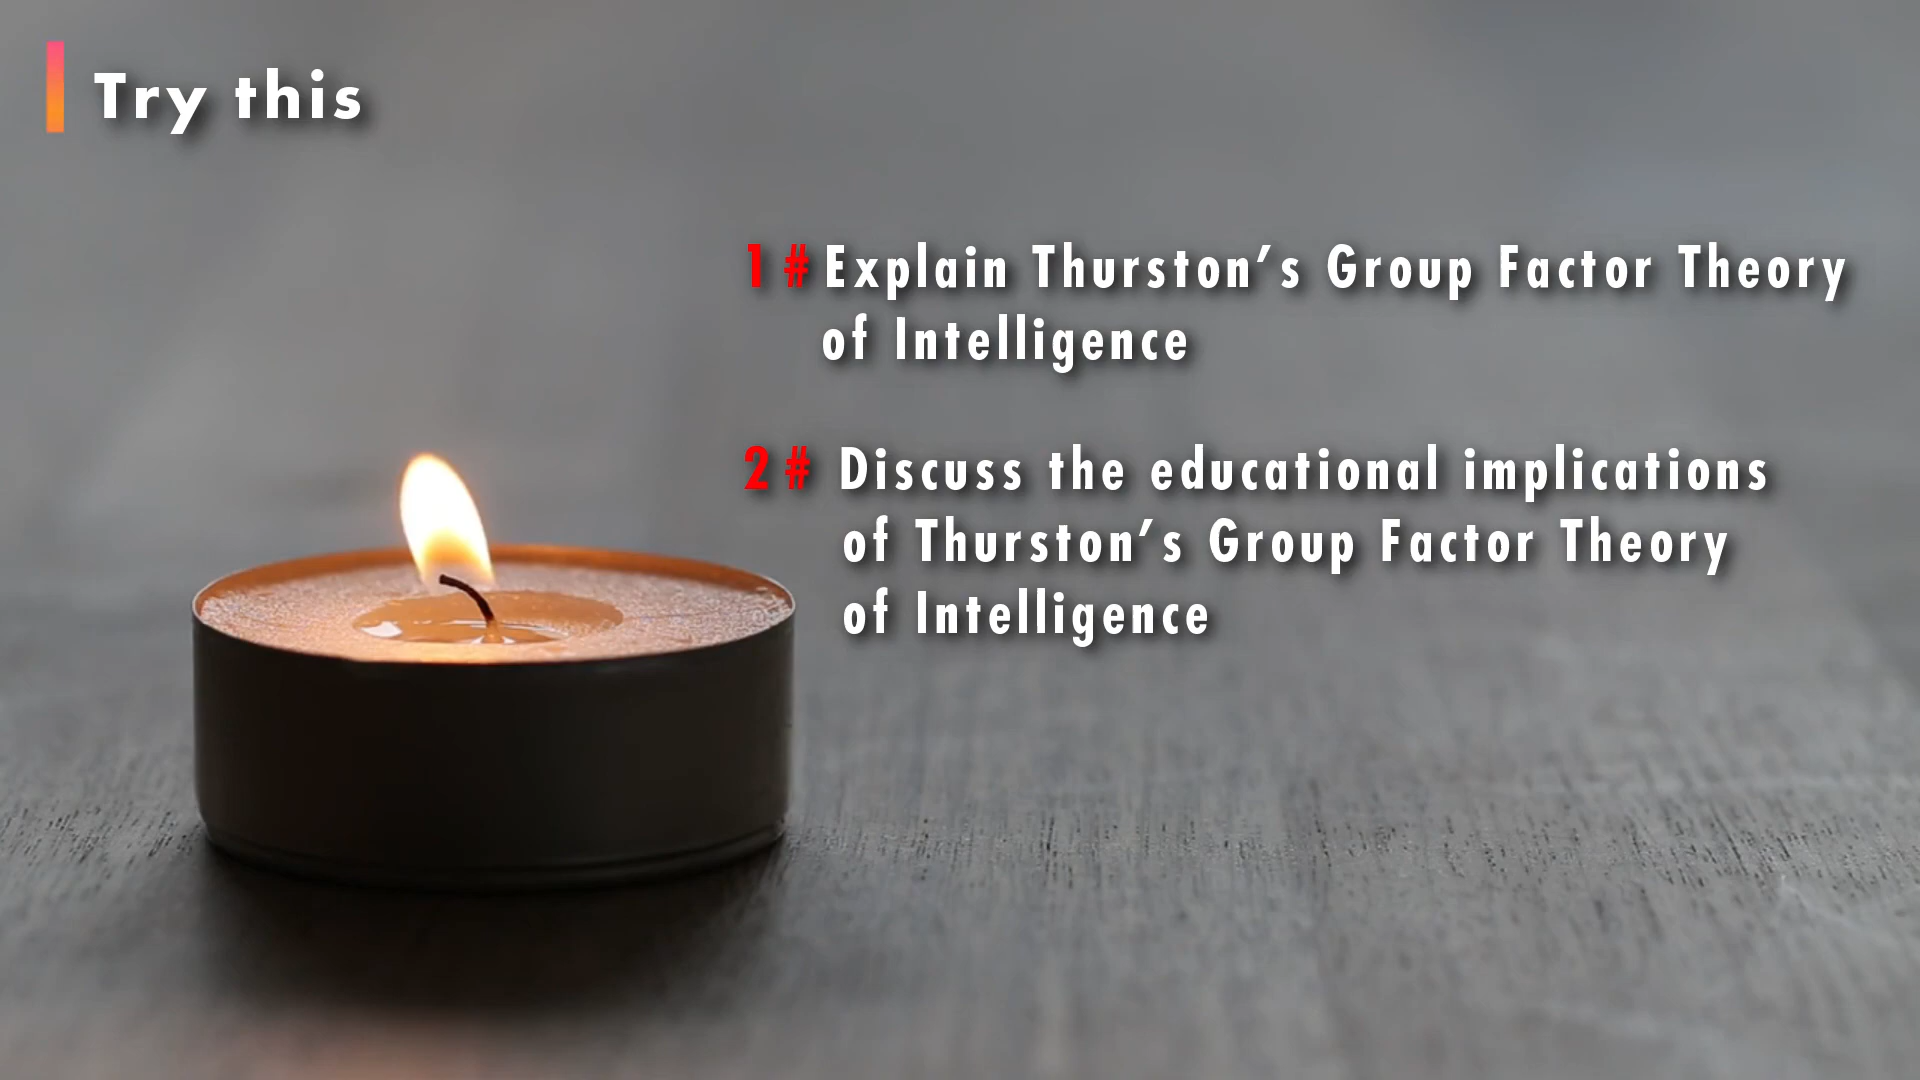 Try this
1 # Explain Thurston’s Group Factor Theory
of Intelligence
2 # Discuss the educational implications
of Thurston’s Group Factor Theory
of Intelligence